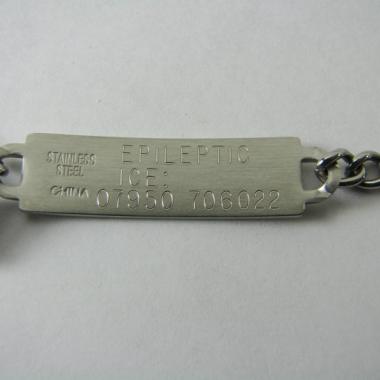 STAINLESS
STEEL
CHINA
EPILEPTIC
ICE:
07950 706022